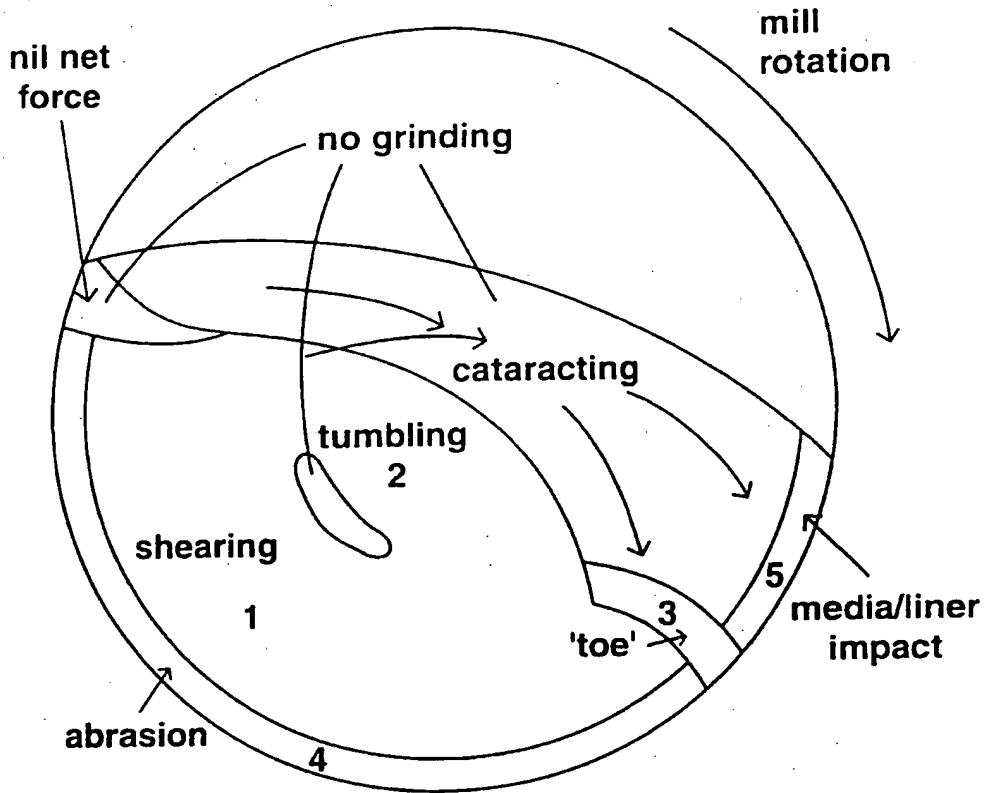 mill
rotation
nil net
force
no grinding
cataracting
tumbling
2
shearing
1
5
3
'toe'
media/liner
impact
abrasion
4